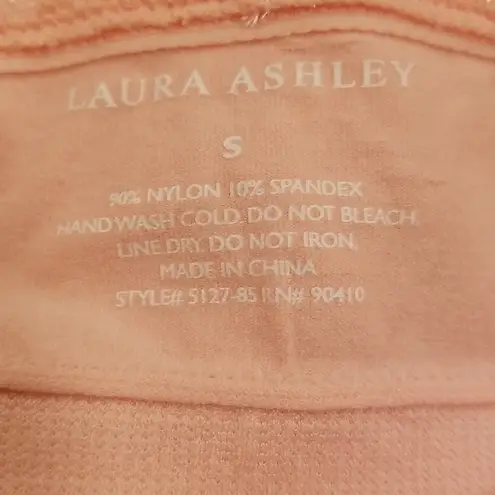 LAURA ASHLEY
S
90% NYLON 10% SPANDEX
HAND WASH COLD, DO NOT BLEACH,
LINE DRY, DO NOT IRON,
MADE IN CHINA
STYLE# 5127-85 RN# 90410